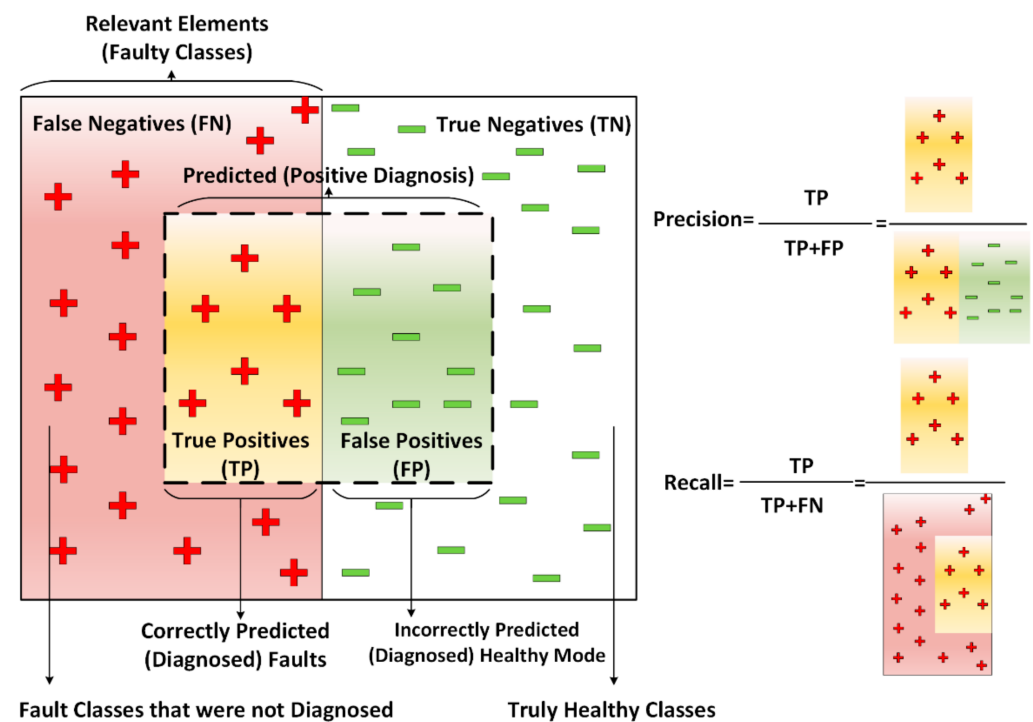 Relevant Elements
(Faulty Classes)
False Negatives (FN)
True Negatives (TN)
Predicted (Positive Diagnosis)
True Positives
(TP)
False Positives
(FP)
Correctly Predicted
(Diagnosed) Faults
Incorrectly Predicted
(Diagnosed) Healthy Mode
Fault Classes that were not Diagnosed
Truly Healthy Classes
Precision=
TP
TP+FP
=
Recall=
TP
TP+FN
=